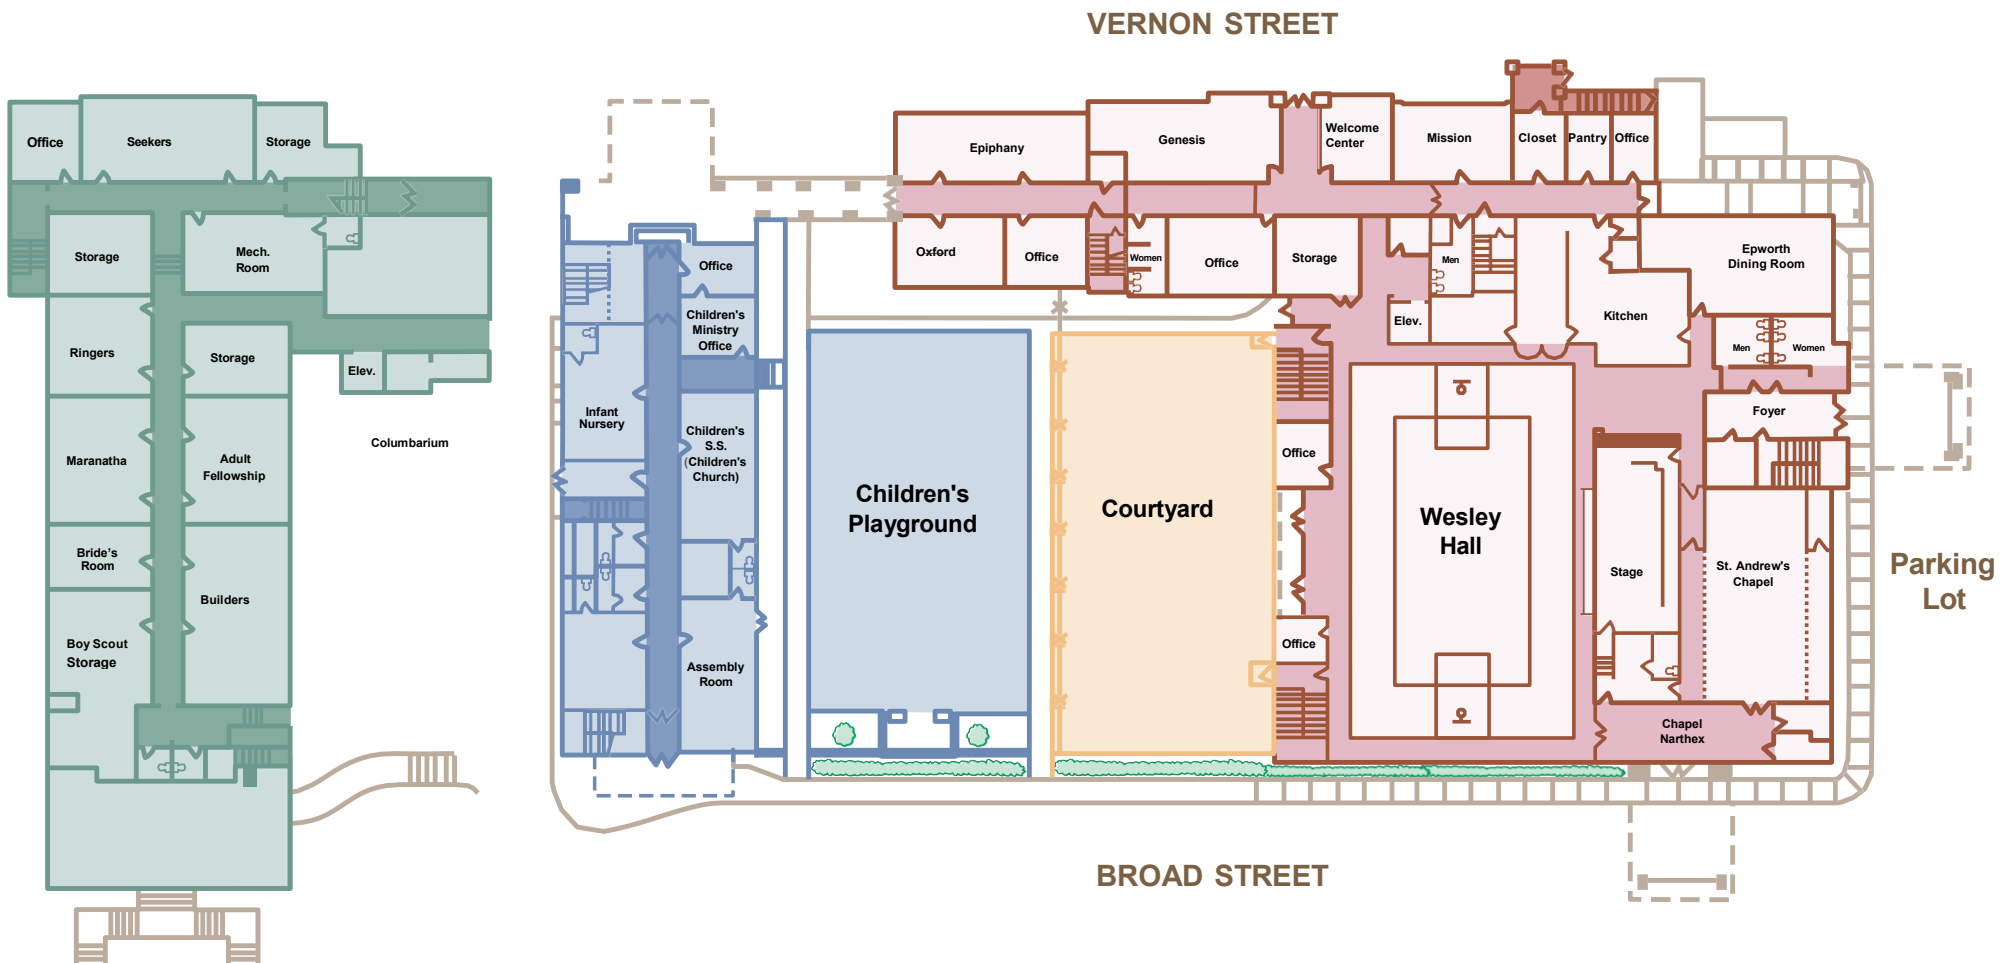 VERNON STREET
Office
Seekers
Storage
Storage
Mech.
Room
Ringers
Storage
Elev.
Maranatha
Adult
Fellowship
Columbarium
Bride's
Room
Builders
Boy Scout
Storage
Office
Children's
Ministry
Office
Infant
Nursery
Children's
S.S.
(Children's
Church)
Assembly
Room
Children's
Playground
Courtyard
Epiphany
Genesis
Welcome
Center
Mission
Closet
Pantry
Office
Oxford
Office
Women
Office
Storage
Men
Elev.
Kitchen
Epworth
Dining Room
Men
Women
Foyer
Office
Wesley
Hall
Stage
St. Andrew's
Chapel
Office
Chapel
Narthex
Parking
Lot
BROAD STREET